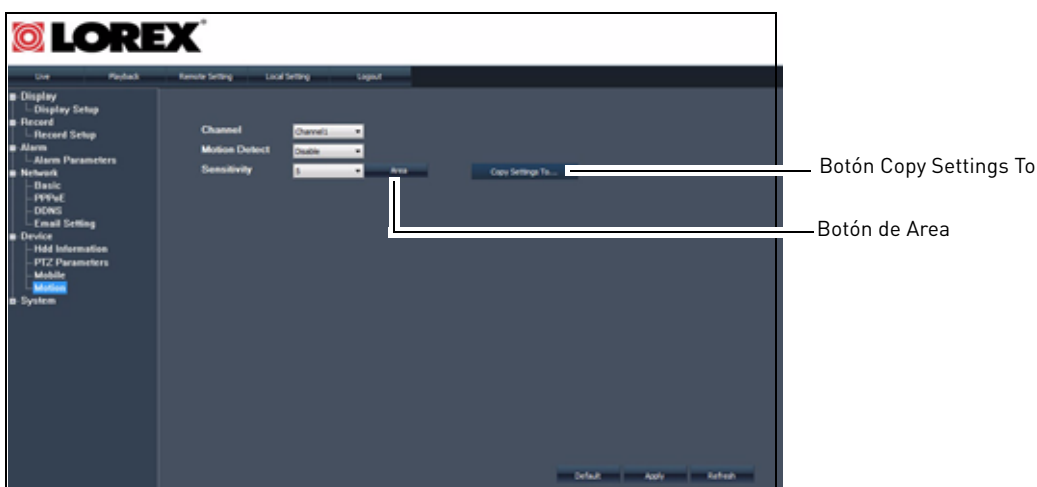 LOREX
Live Playback Remote Setting Local Setting Logout
Display
Display Setup
Record
Record Setup
Alarm
Alarm Parameters
Network
Basic
PPPoE
DDNS
Email Setting
Device
Hdd Information
PTZ Parameters
Mobile
Motion
System
Channel Channel1
Motion Detect Disable
Sensitivity 5 Area Copy Settings To...
Botón Copy Settings To
Botón de Area
Default Apply Refresh